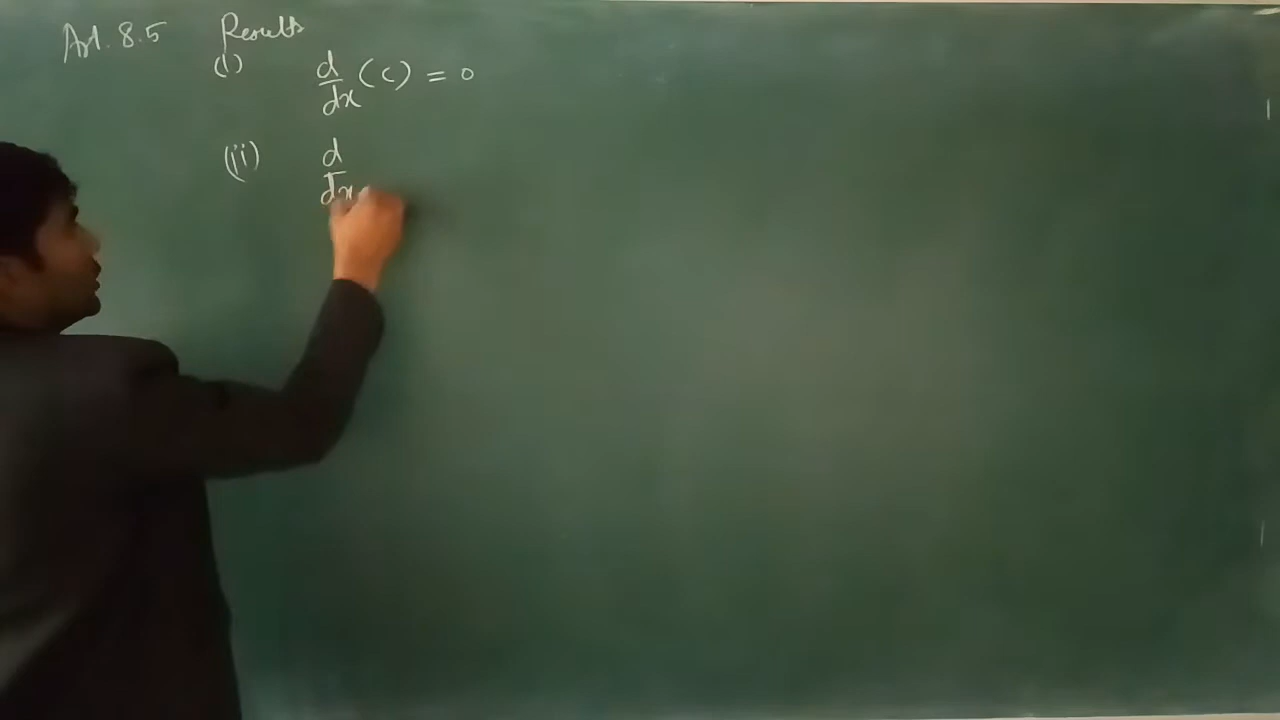 Art. 8.5 Results
(i) d/dx (c) = 0
(ii) d/dx